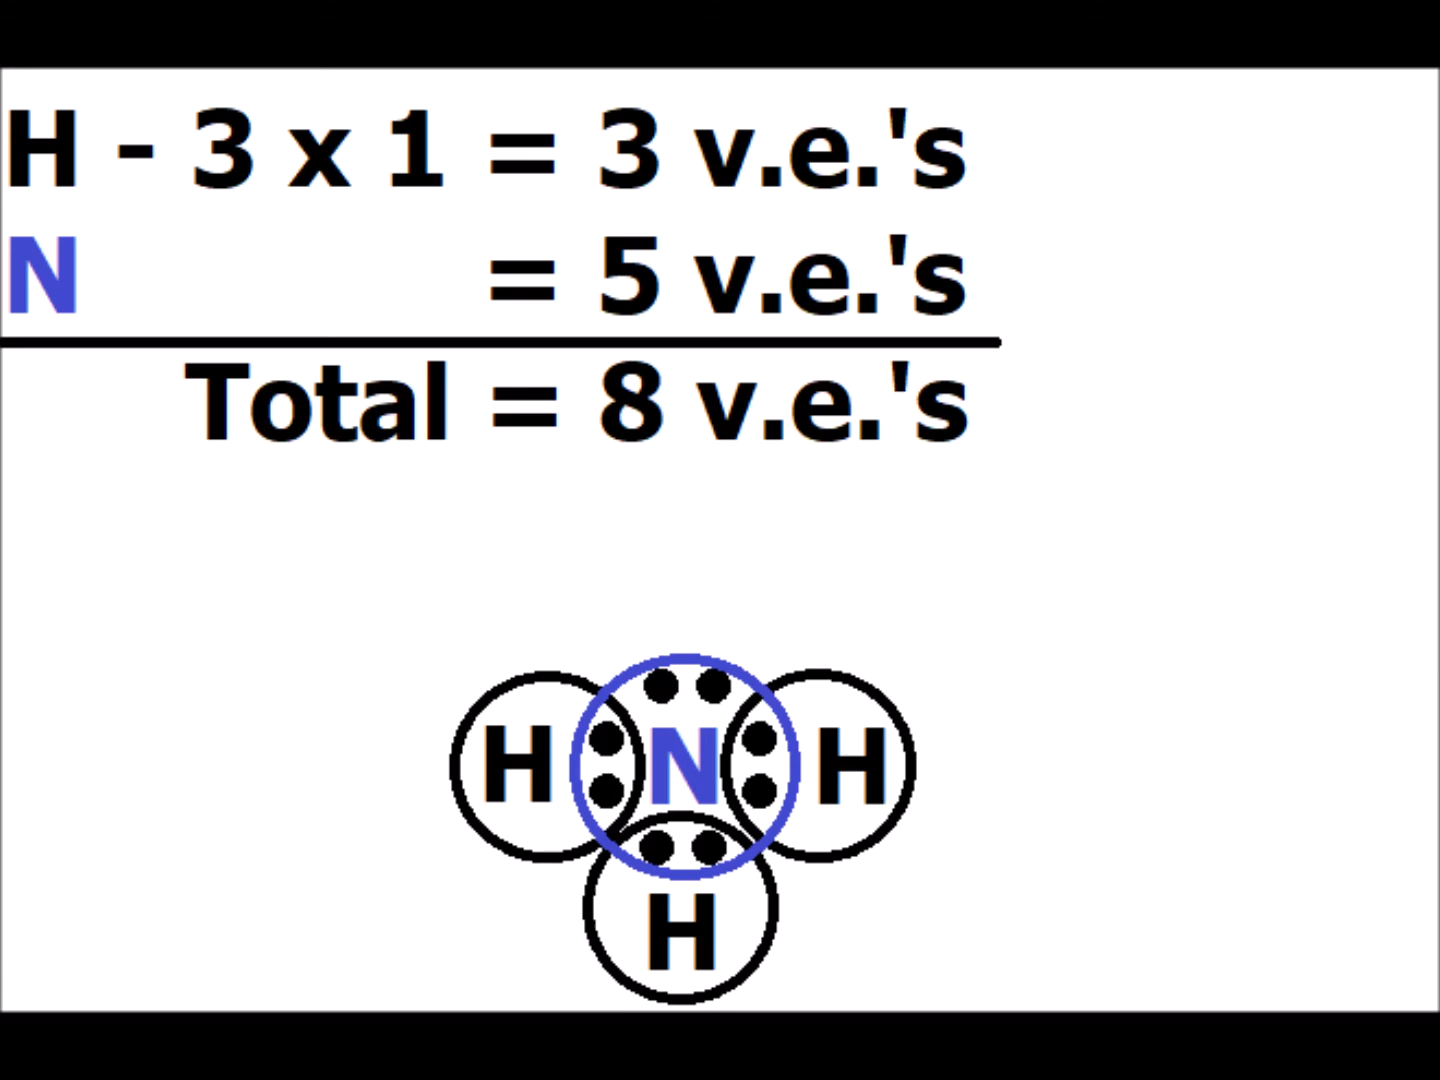 H - 3 x 1 = 3 v.e.'s
N = 5 v.e.'s
Total = 8 v.e.'s
H N H
H